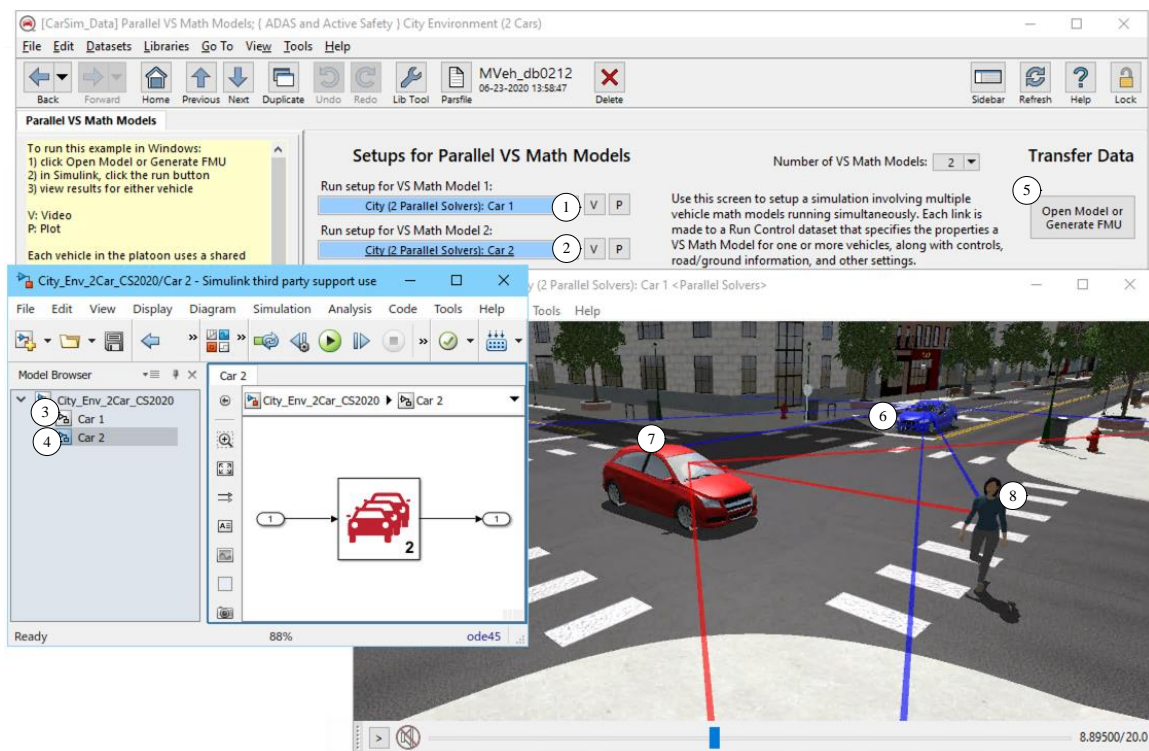 [CarSim_Data] Parallel VS Math Models; { ADAS and Active Safety } City Environment (2 Cars)
File Edit Datasets Libraries Go To View Tools Help
Back Forward Home Previous Next Duplicate Undo Redo Lib Tool Parsfile MVeh_db0212 06-23-2020 13:58:47 Delete Sidebar Refresh Help Lock
Parallel VS Math Models
To run this example in Windows:
1) click Open Model or Generate FMU
2) in Simulink, click the run button
3) view results for either vehicle
V: Video
P: Plot
Each vehicle in the platoon uses a shared
Setups for Parallel VS Math Models
Run setup for VS Math Model 1:
City (2 Parallel Solvers): Car 1 1 V P
Run setup for VS Math Model 2:
City (2 Parallel Solvers): Car 2 2 V P
Number of VS Math Models: 2
Use this screen to setup a simulation involving multiple
vehicle math models running simultaneously. Each link is
made to a Run Control dataset that specifies the properties a
VS Math Model for one or more vehicles, along with controls,
road/ground information, and other settings.
Transfer Data
5
Open Model or
Generate FMU
City_Env_2Car_CS2020/Car 2 - Simulink third party support use
File Edit View Display Diagram Simulation Analysis Code Tools Help
Model Browser
City_Env_2Car_CS2020
3 Car 1
4 Car 2
Car 2
City_Env_2Car_CS2020 Car 2
1 2 1
Ready 88% ode45
(2 Parallel Solvers): Car 1 <Parallel Solvers>
Tools Help
6
7
8
8.89500/20.0